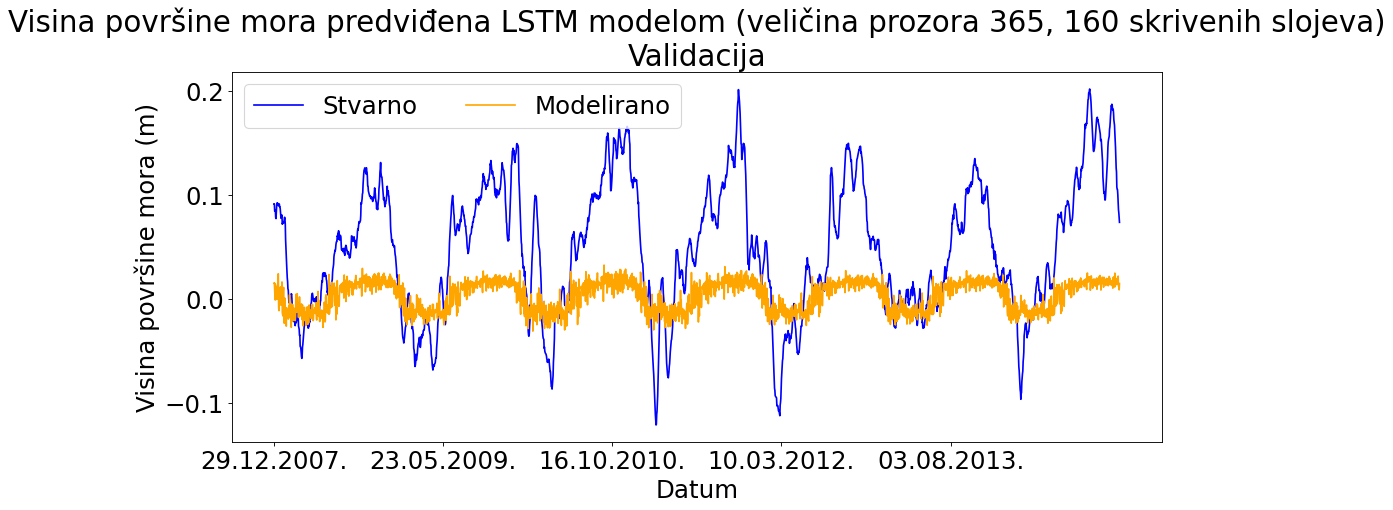 Visina površine mora predviđena LSTM modelom (veličina prozora 365, 160 skrivenih slojeva)
Validacija
Stvarno Modelirano
Visina površine mora (m)
0.2
0.1
0.0
−0.1
29.12.2007. 23.05.2009. 16.10.2010. 10.03.2012. 03.08.2013.
Datum